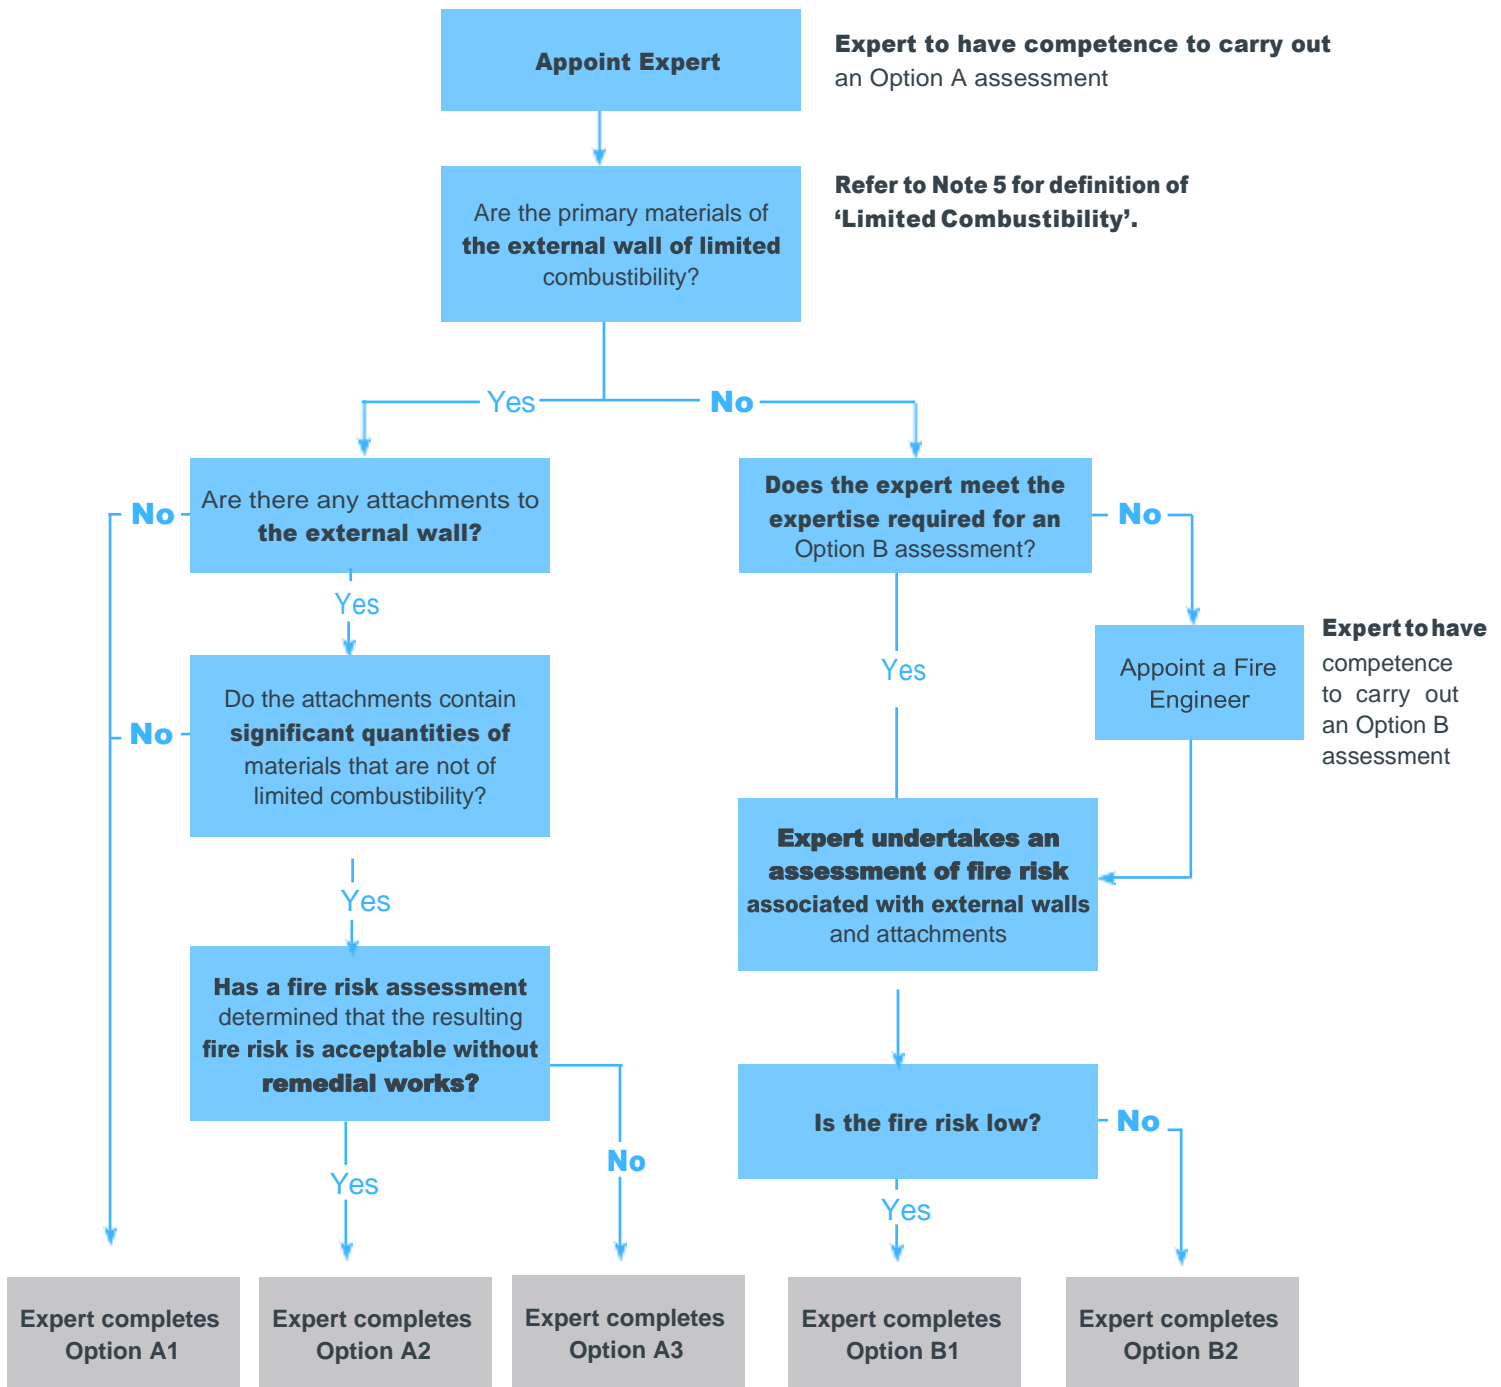 Appoint Expert
Expert to have competence to carry out
an Option A assessment
Are the primary materials of
the external wall of limited
combustibility?
Refer to Note 5 for definition of
‘Limited Combustibility’.
Yes
No
Are there any attachments to
the external wall?
No
Yes
Does the expert meet the
expertise required for an
Option B assessment?
No
Yes
Appoint a Fire
Engineer
Expert to have
competence
to carry out
an Option B
assessment
Do the attachments contain
significant quantities of
materials that are not of
limited combustibility?
No
Yes
Expert undertakes an
assessment of fire risk
associated with external walls
and attachments
Has a fire risk assessment
determined that the resulting
fire risk is acceptable without
remedial works?
Yes
No
Is the fire risk low?
No
Yes
Expert completes
Option A1
Expert completes
Option A2
Expert completes
Option A3
Expert completes
Option B1
Expert completes
Option B2